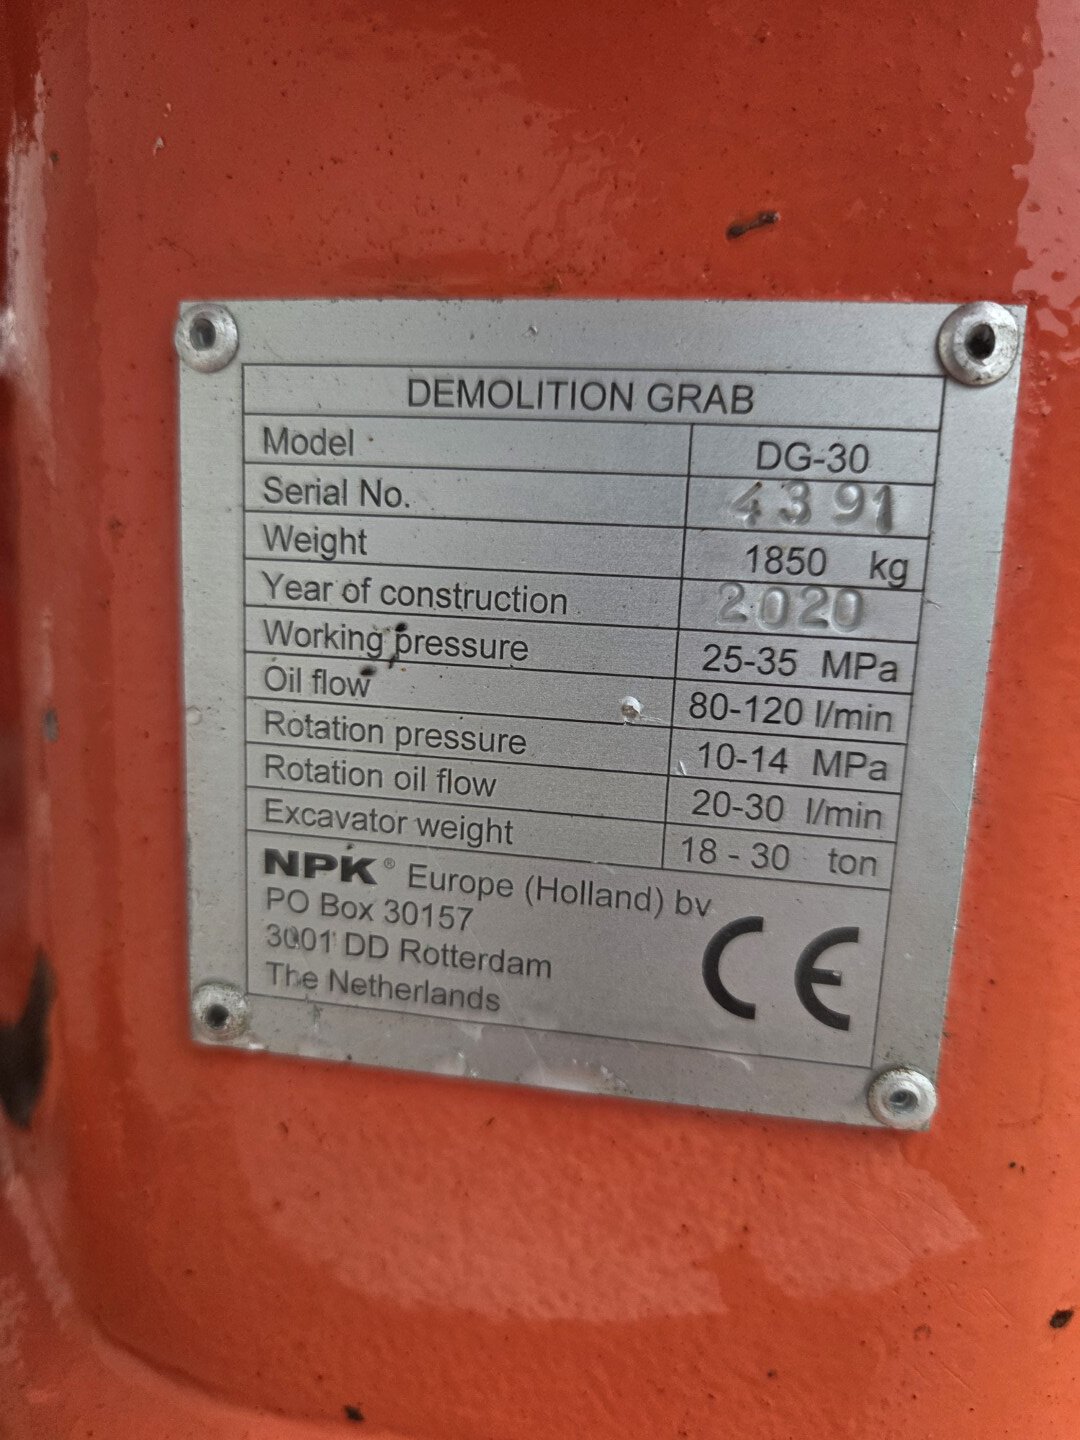 DEMOLITION GRAB
Model DG-30
Serial No. 4391
Weight 1850 kg
Year of construction 2020
Working pressure 25-35 MPa
Oil flow 80-120 l/min
Rotation pressure 10-14 MPa
Rotation oil flow 20-30 l/min
Excavator weight 18 - 30 ton
NPK® Europe (Holland) bv
PO Box 30157
3001 DD Rotterdam
The Netherlands
CE